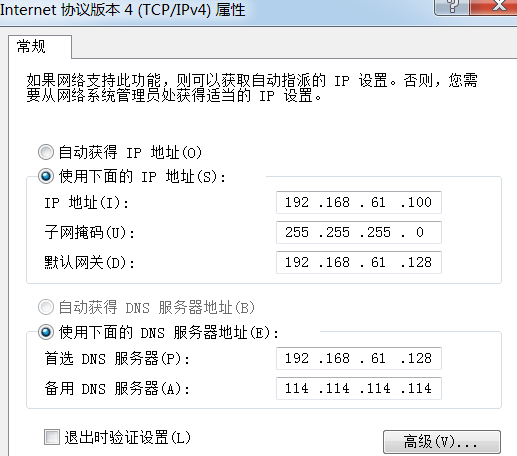 Internet 协议版本 4 (TCP/IPv4) 属性
常规
如果网络支持此功能，则可以获取自动指派的 IP 设置。否则，您需
要从网络系统管理员处获得适当的 IP 设置。
自动获得 IP 地址(O)
使用下面的 IP 地址(S):
IP 地址(I): 192 .168 . 61 .100
子网掩码(U): 255 .255 .255 . 0
默认网关(D): 192 .168 . 61 .128
自动获得 DNS 服务器地址(B)
使用下面的 DNS 服务器地址(E):
首选 DNS 服务器(P): 192 .168 . 61 .128
备用 DNS 服务器(A): 114 .114 .114 .114
退出时验证设置(L)
高级(V)...